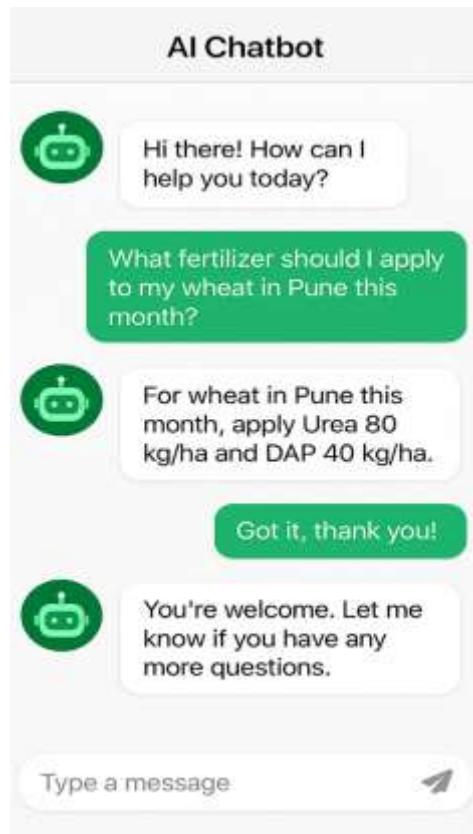 AI Chatbot
Hi there! How can I
help you today?
What fertilizer should I apply
to my wheat in Pune this
month?
For wheat in Pune this
month, apply Urea 80
kg/ha and DAP 40 kg/ha.
Got it, thank you!
You're welcome. Let me
know if you have any
more questions.
Type a message